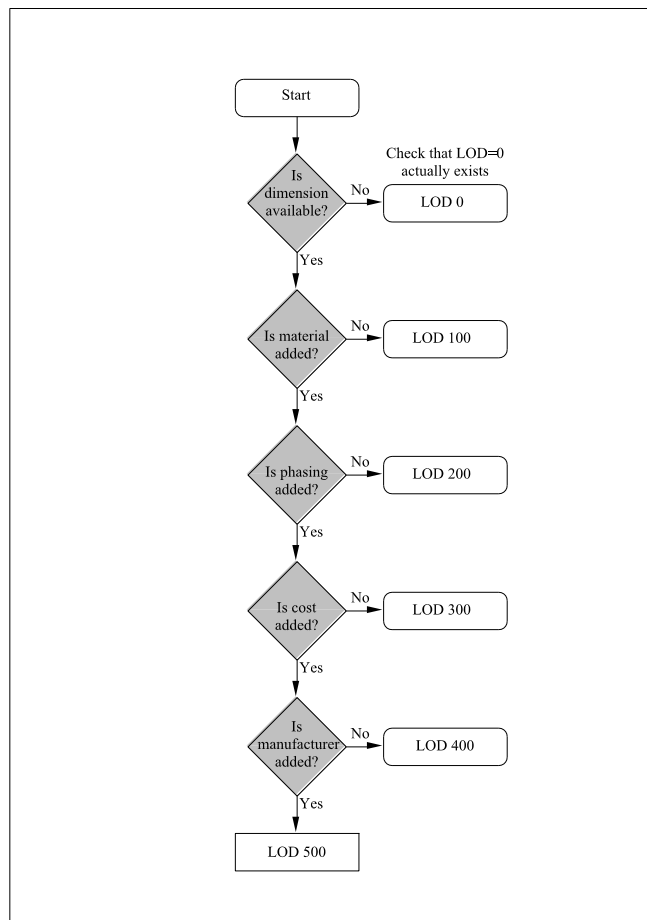 Start
Check that LOD=0
actually exists
Is
dimension
available?
No
LOD 0
Yes
Is material
added?
No
LOD 100
Yes
Is phasing
added?
No
LOD 200
Yes
Is cost
added?
No
LOD 300
Yes
Is
manufacturer
added?
No
LOD 400
Yes
LOD 500